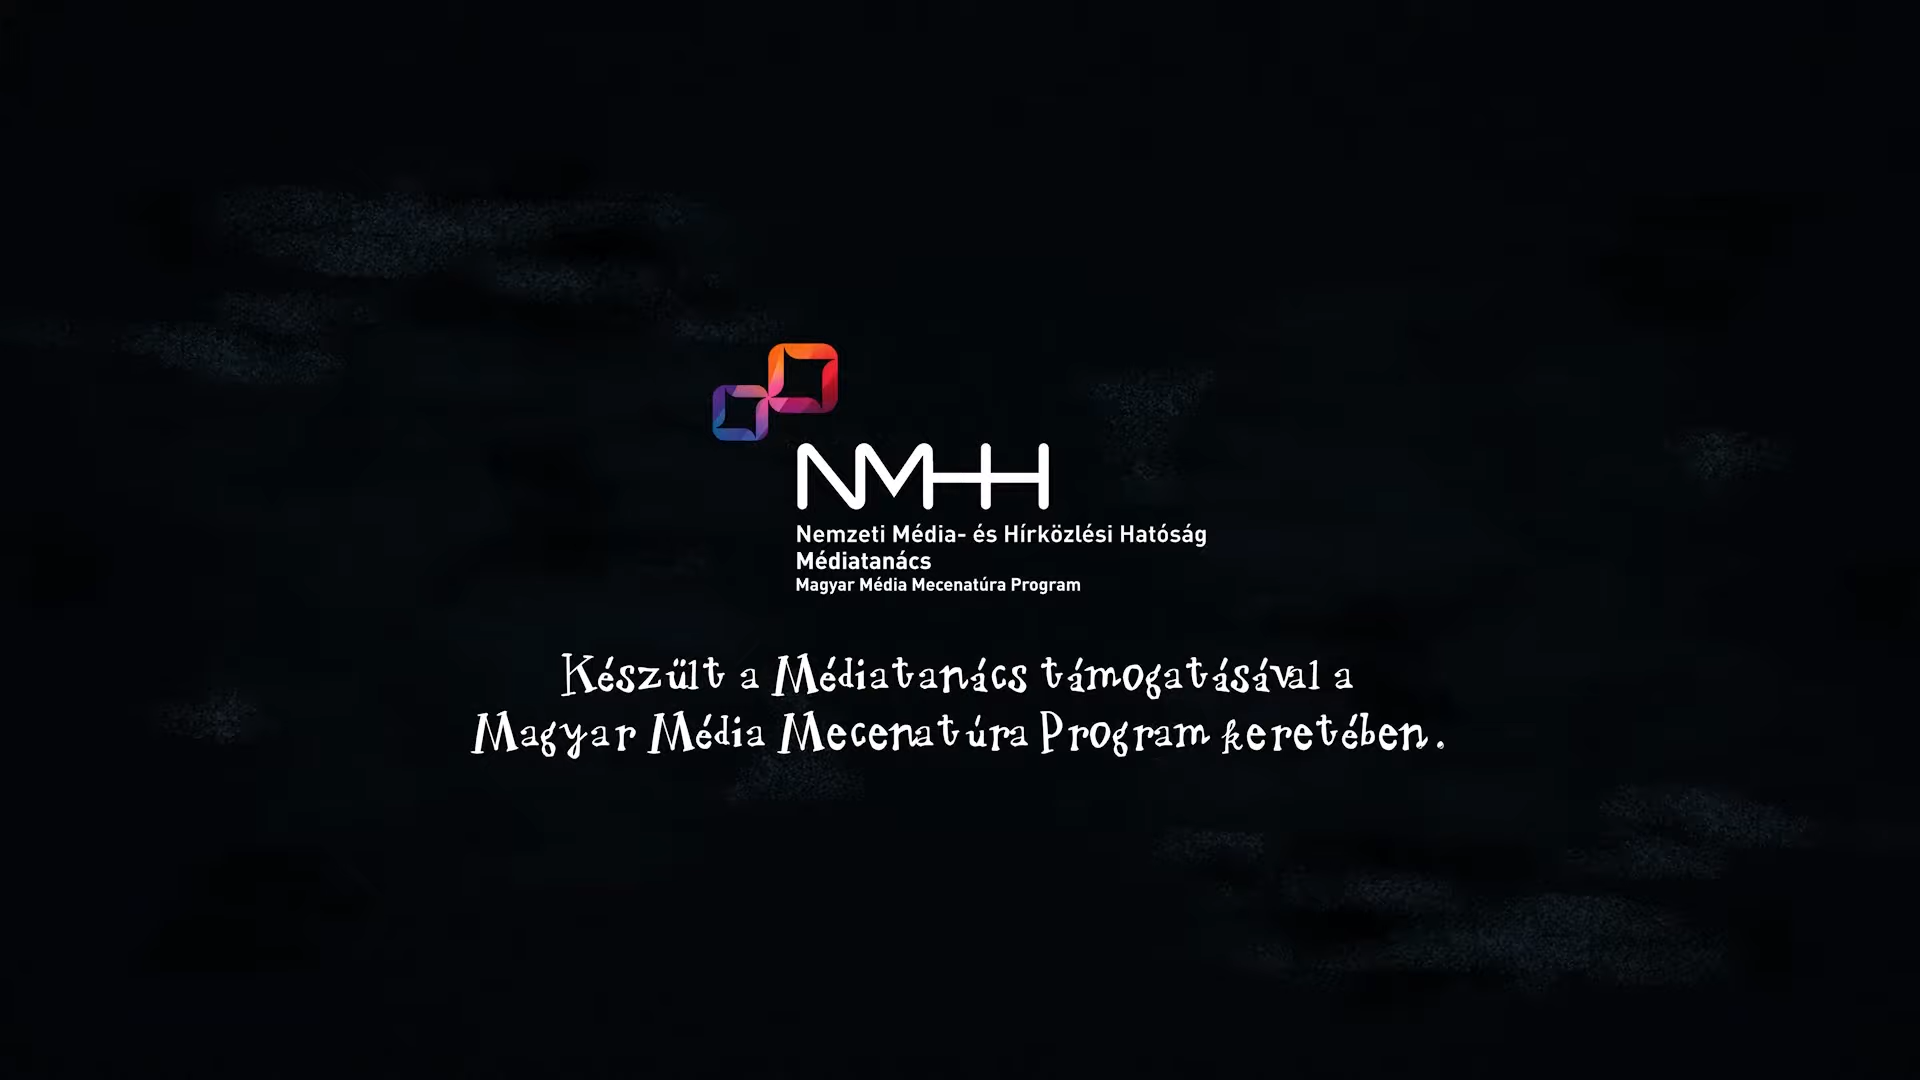 NMHH
Nemzeti Média- és Hírközlési Hatóság
Médiatanács
Magyar Média Mecenatúra Program
Készült a Médiatanács támogatásával a
Magyar Média Mecenatúra Program keretében.